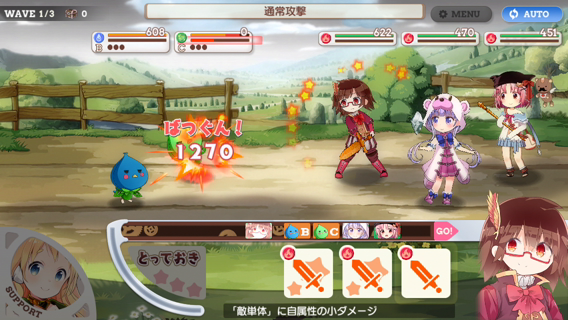 WAVE 1/3 0
通常攻撃
MENU
AUTO
608
B
0
C
622
470
451
ばつぐん!
1270
B C
GO!
とっておき
SUPPORT
「敵単体」に自属性の小ダメージ